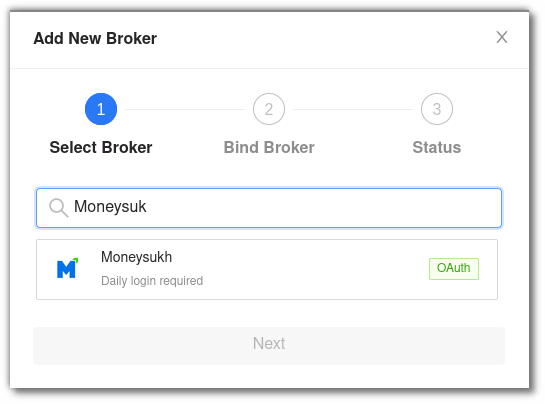 Add New Broker
1
2
3
Select Broker
Bind Broker
Status
Moneysuk
Moneysukh
OAuth
Daily login required
Next